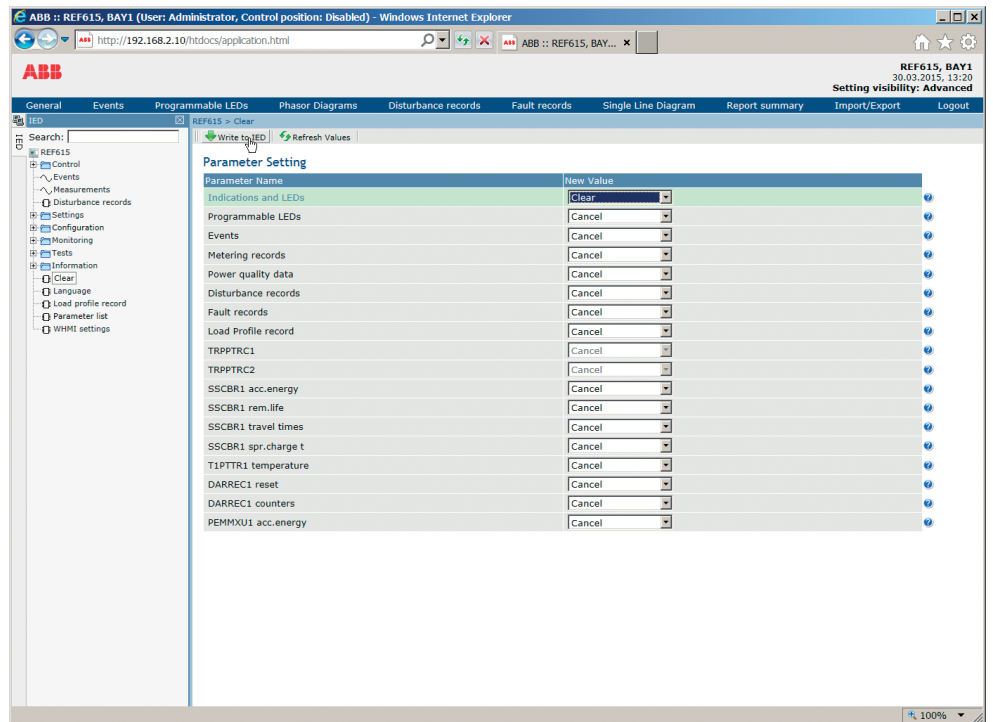 ABB :: REF615, BAY1 (User: Administrator, Control position: Disabled) - Windows Internet Explorer
http://192.168.2.10/htdocs/application.html
ABB :: REF615, BAY...
ABB
REF615, BAY1
30.03.2015, 13:20
Setting visibility: Advanced
General Events Programmable LEDs Phasor Diagrams Disturbance records Fault records Single Line Diagram Report summary Import/Export Logout
IED
REF615 > Clear
IED
Search:
Write to IED Refresh Values
REF615
Control
Events
Measurements
Disturbance records
Settings
Configuration
Monitoring
Tests
Information
Clear
Language
Load profile record
Parameter list
WHMI settings
Parameter Setting
Parameter Name New Value
Indications and LEDs Clear
Programmable LEDs Cancel
Events Cancel
Metering records Cancel
Power quality data Cancel
Disturbance records Cancel
Fault records Cancel
Load Profile record Cancel
TRPPTRC1 Cancel
TRPPTRC2 Cancel
SSCBR1 acc.energy Cancel
SSCBR1 rem.life Cancel
SSCBR1 travel times Cancel
SSCBR1 spr.charge t Cancel
T1PTTR1 temperature Cancel
DARREC1 reset Cancel
DARREC1 counters Cancel
PEMMXU1 acc.energy Cancel
100%